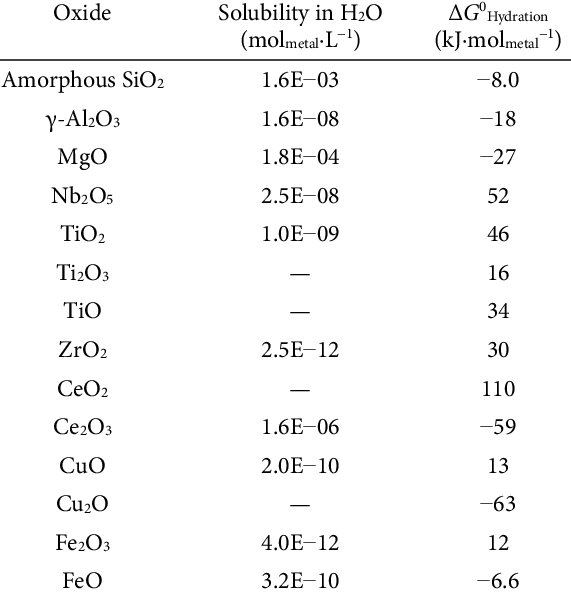 Oxide Solubility in H₂O ΔG⁰Hydration
(mol_metal·L⁻¹) (kJ·mol_metal⁻¹)
Amorphous SiO₂ 1.6E−03 −8.0
γ-Al₂O₃ 1.6E−08 −18
MgO 1.8E−04 −27
Nb₂O₅ 2.5E−08 52
TiO₂ 1.0E−09 46
Ti₂O₃ — 16
TiO — 34
ZrO₂ 2.5E−12 30
CeO₂ — 110
Ce₂O₃ 1.6E−06 −59
CuO 2.0E−10 13
Cu₂O — −63
Fe₂O₃ 4.0E−12 12
FeO 3.2E−10 −6.6